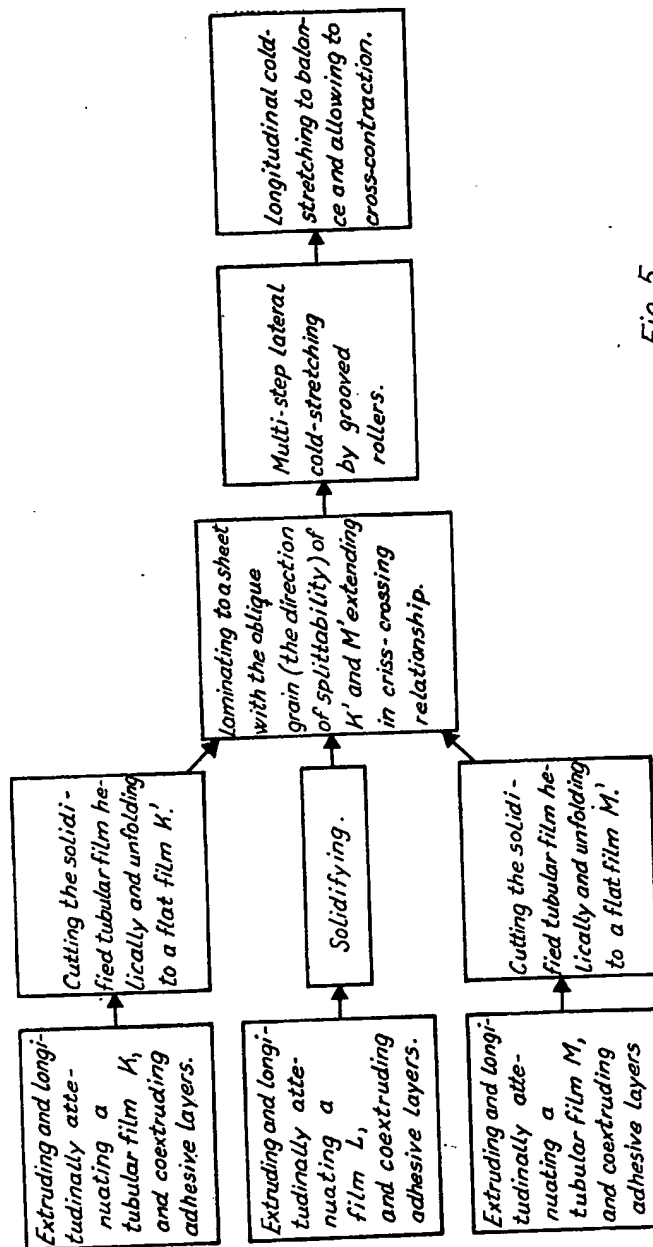 Extruding and longi-
tudinally atte-
nuating a
tubular film K,
and coextruding
adhesive layers.
Cutting the solidi-
fied tubular film he-
lically and unfolding
to a flat film K'.
Extruding and longi-
tudinally atte-
nuating a
film L,
and coextruding
adhesive layers.
Solidifying.
Extruding and longi-
tudinally atte-
nuating a
tubular film M,
and coextruding
adhesive layers
Cutting the solidi-
fied tubular film he-
lically and unfolding
to a flat film M'.
Laminating to a sheet
with the oblique
grain (the direction
of splittability) of
K' and M' extending
in criss-crossing
relationship.
Multi-step lateral
cold-stretching
by grooved
rollers.
Longitudinal cold-
stretching to balan-
ce and allowing to
cross-contraction.
Fig. 5